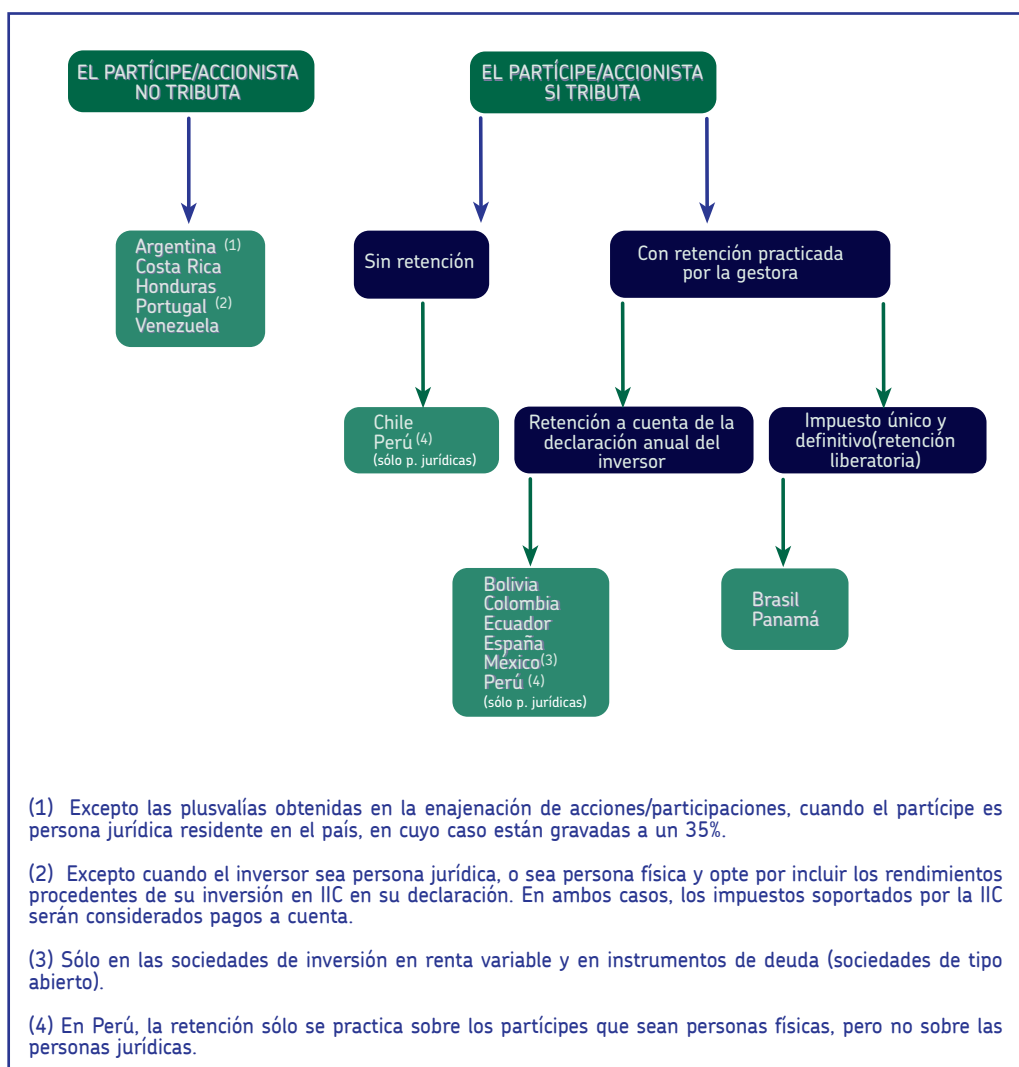 EL PARTÍCIPE/ACCIONISTA
NO TRIBUTA
EL PARTÍCIPE/ACCIONISTA
SI TRIBUTA
Argentina (1)
Costa Rica
Honduras
Portugal (2)
Venezuela
Sin retención
Con retención practicada
por la gestora
Chile
Perú (4)
(sólo p. jurídicas)
Retención a cuenta de la
declaración anual del
inversor
Impuesto único y
definitivo(retención
liberatoria)
Bolivia
Colombia
Ecuador
España
México(3)
Perú (4)
(sólo p. jurídicas)
Brasil
Panamá
(1) Excepto las plusvalías obtenidas en la enajenación de acciones/participaciones, cuando el partícipe es
persona jurídica residente en el país, en cuyo caso están gravadas a un 35%.
(2) Excepto cuando el inversor sea persona jurídica, o sea persona física y opte por incluir los rendimientos
procedentes de su inversión en IIC en su declaración. En ambos casos, los impuestos soportados por la IIC
serán considerados pagos a cuenta.
(3) Sólo en las sociedades de inversión en renta variable y en instrumentos de deuda (sociedades de tipo
abierto).
(4) En Perú, la retención sólo se practica sobre los partícipes que sean personas físicas, pero no sobre las
personas jurídicas.